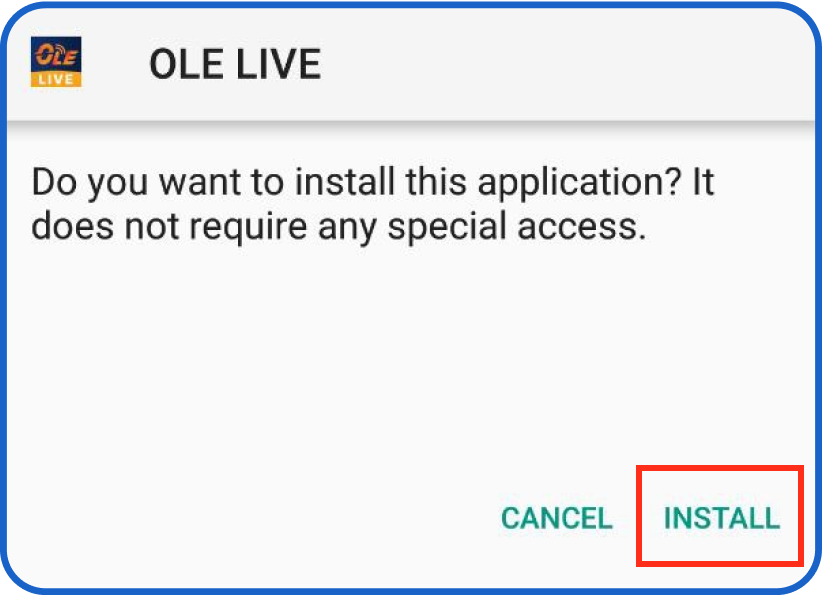 OLE
LIVE
OLE LIVE
Do you want to install this application? It
does not require any special access.
CANCEL
INSTALL